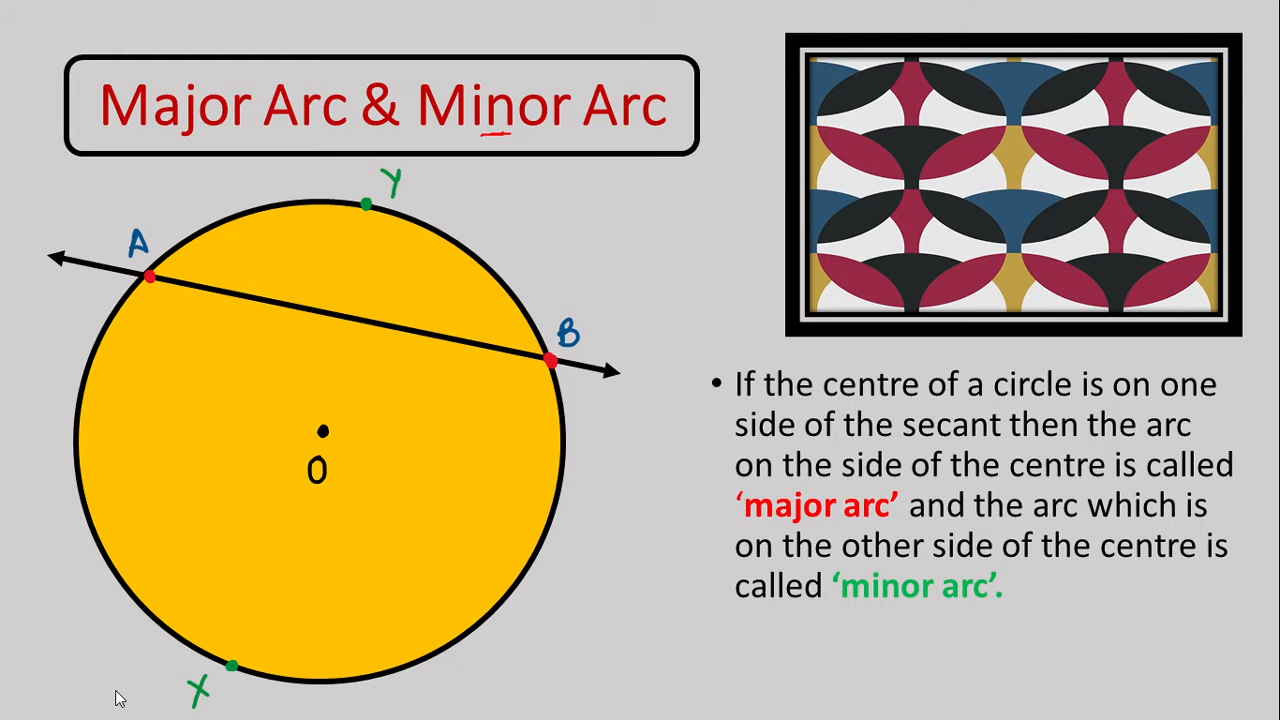 Major Arc & Minor Arc
Y
A
B
O
X
• If the centre of a circle is on one
side of the secant then the arc
on the side of the centre is called
‘major arc’ and the arc which is
on the other side of the centre is
called ‘minor arc’.